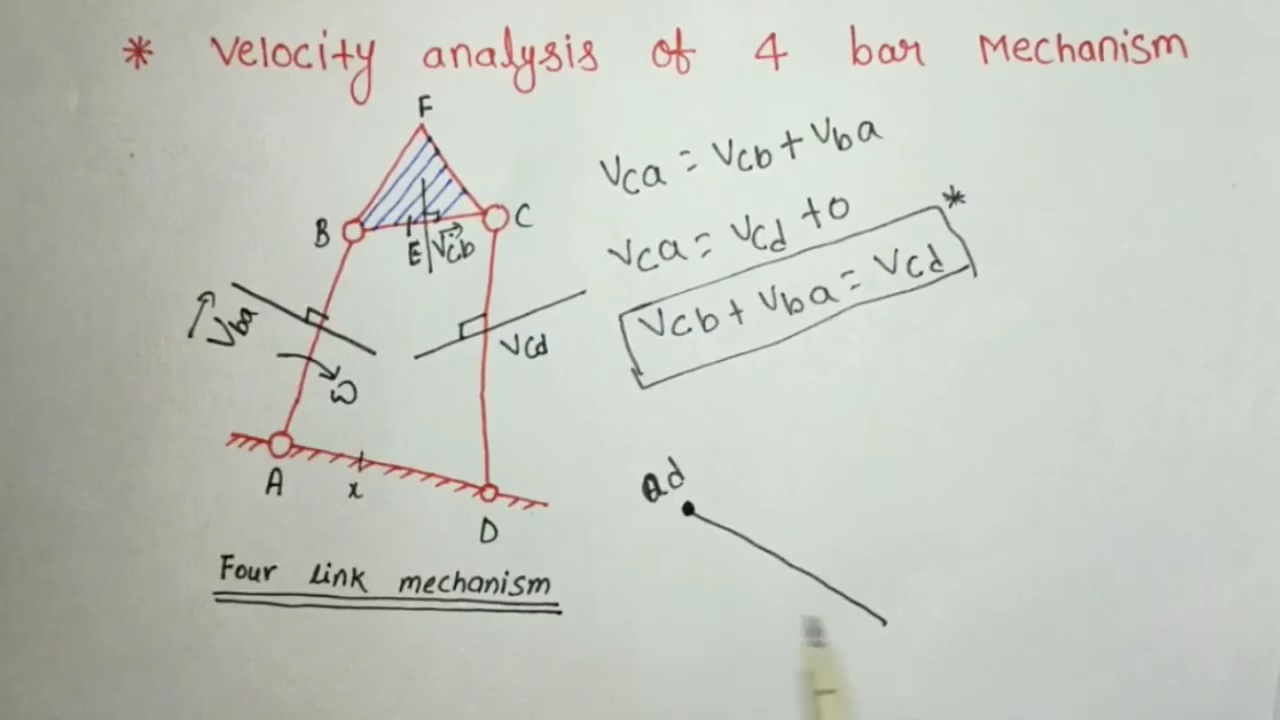 * Velocity analysis of 4 bar Mechanism
F
B
C
E
Vcb
Vba
ω
Vcd
A
x
D
Four link mechanism
Vca = Vcb + Vba
Vca = Vcd + 0
Vcb + Vba = Vcd *
ad